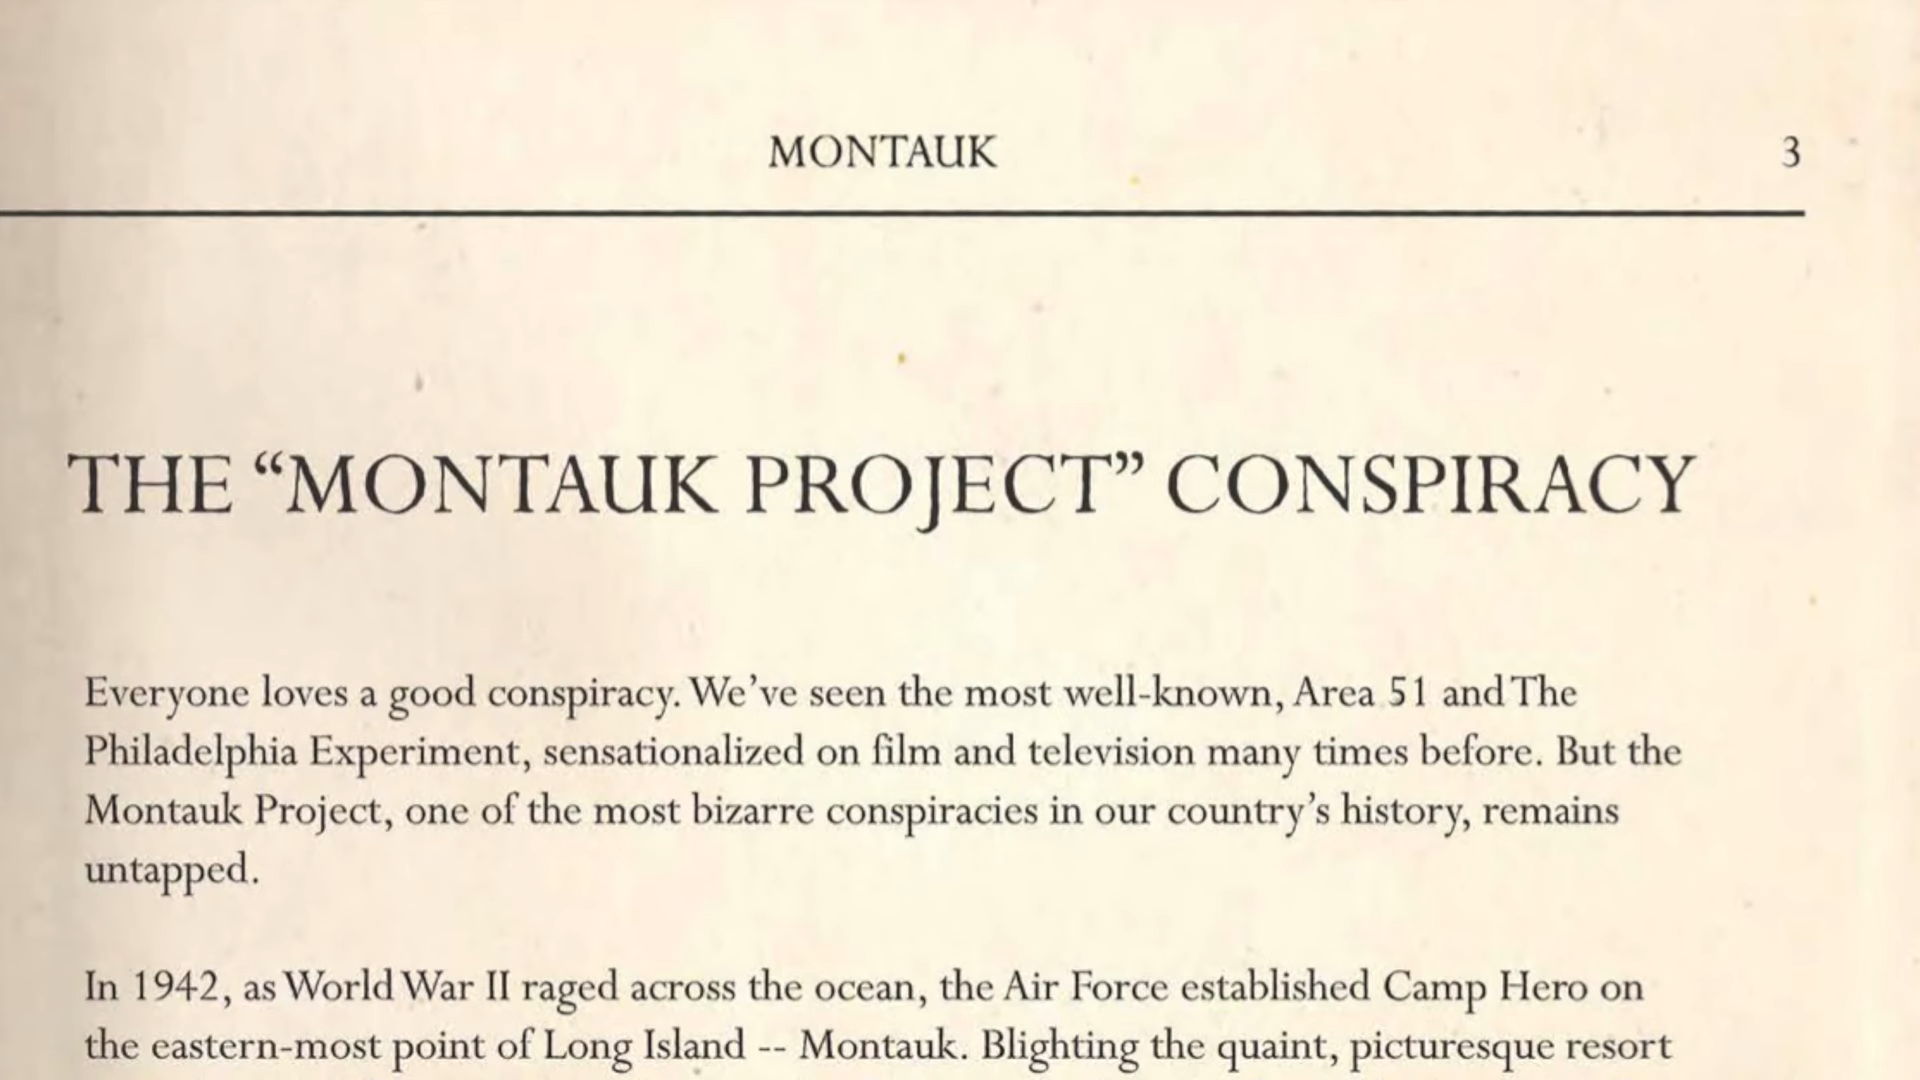 MONTAUK 3
THE “MONTAUK PROJECT” CONSPIRACY
Everyone loves a good conspiracy. We’ve seen the most well-known, Area 51 and The
Philadelphia Experiment, sensationalized on film and television many times before. But the
Montauk Project, one of the most bizarre conspiracies in our country’s history, remains
untapped.
In 1942, as World War II raged across the ocean, the Air Force established Camp Hero on
the eastern-most point of Long Island -- Montauk. Blighting the quaint, picturesque resort